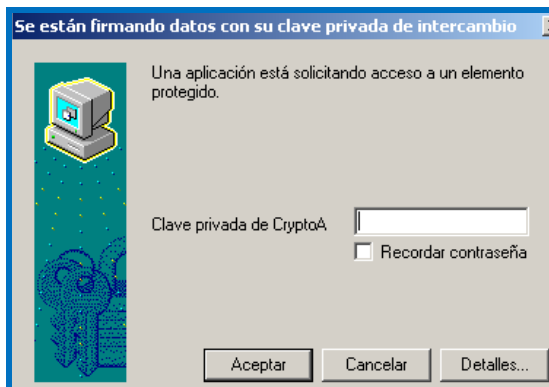 Se están firmando datos con su clave privada de intercambio
Una aplicación está solicitando acceso a un elemento
protegido.
Clave privada de CryptoA
Recordar contraseña
Aceptar Cancelar Detalles...